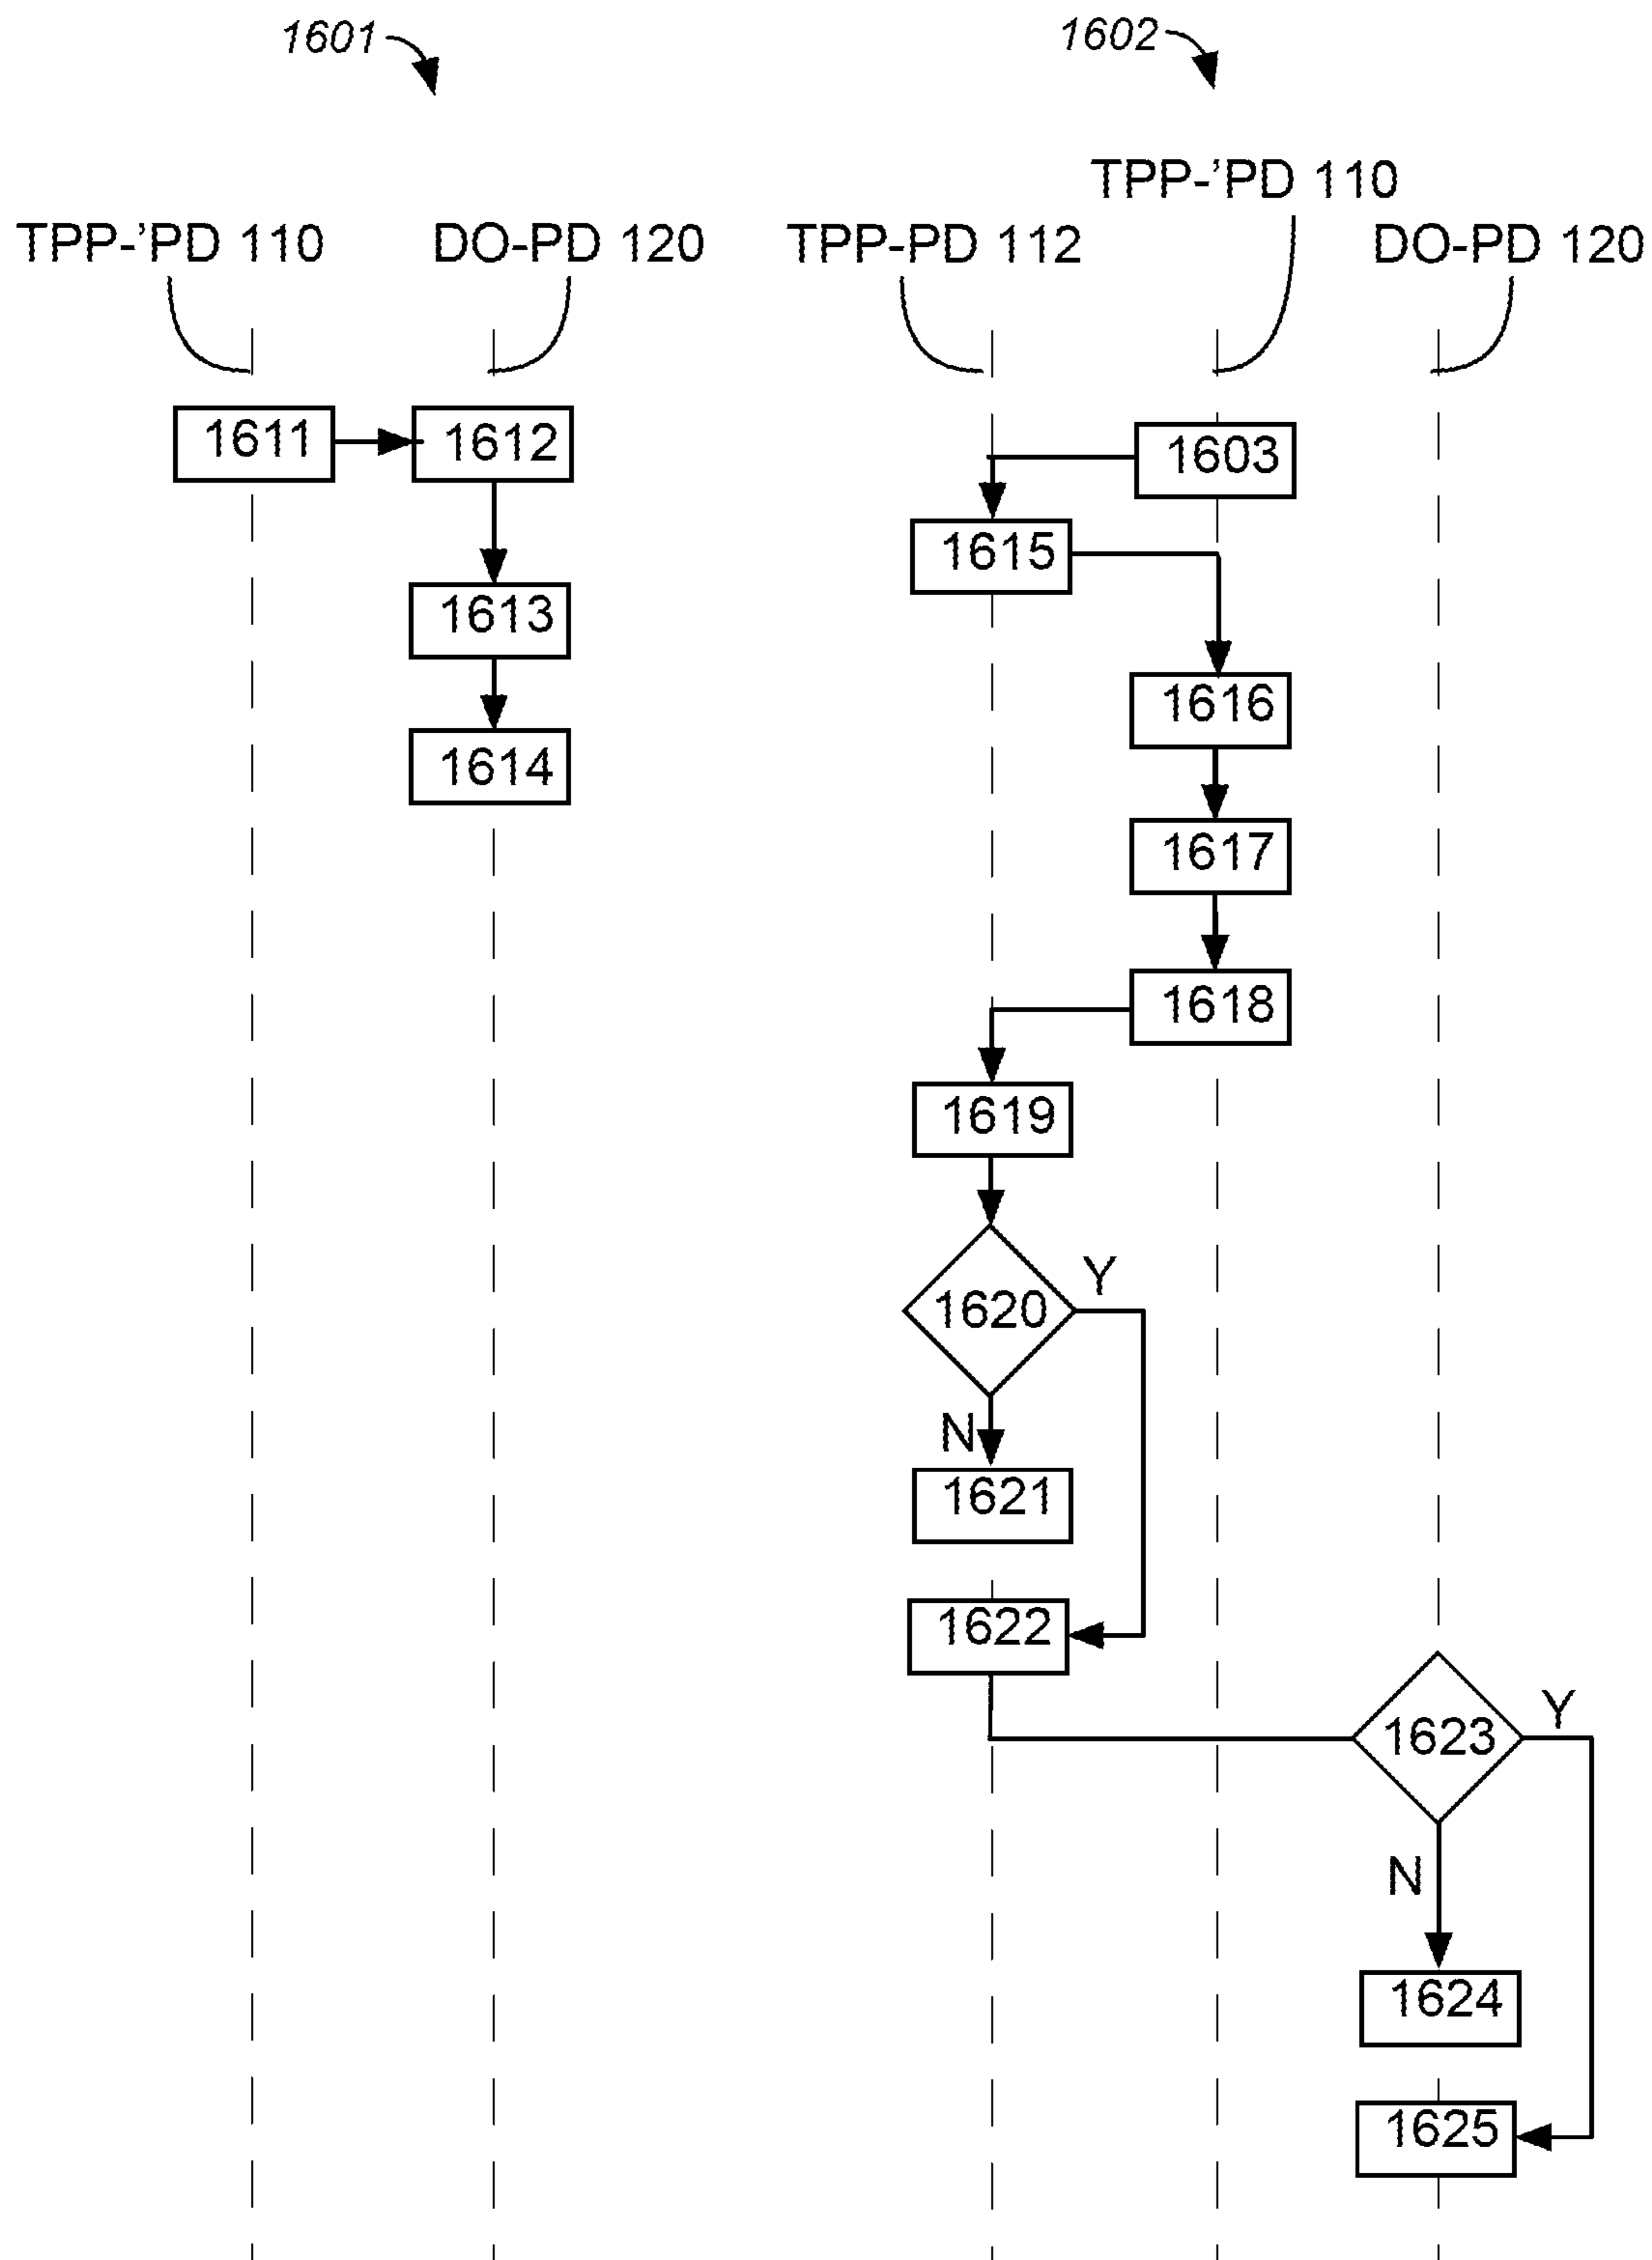 1601
1602
TPP-’PD 110
DO-PD 120
TPP-PD 112
TPP-’PD 110
DO-PD 120
1611
1612
1613
1614
1603
1615
1616
1617
1618
1619
1620
Y
N
1621
1622
1623
Y
N
1624
1625